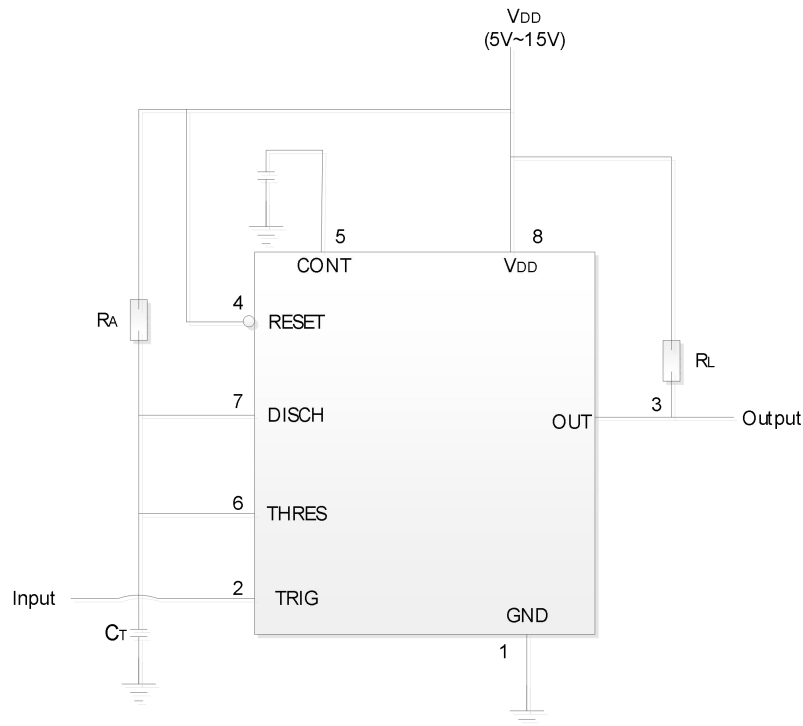 VDD
(5V~15V)
5
8
CONT
VDD
4
RESET
RA
RL
7
DISCH
3
OUT
Output
6
THRES
2
Input
TRIG
GND
CT
1